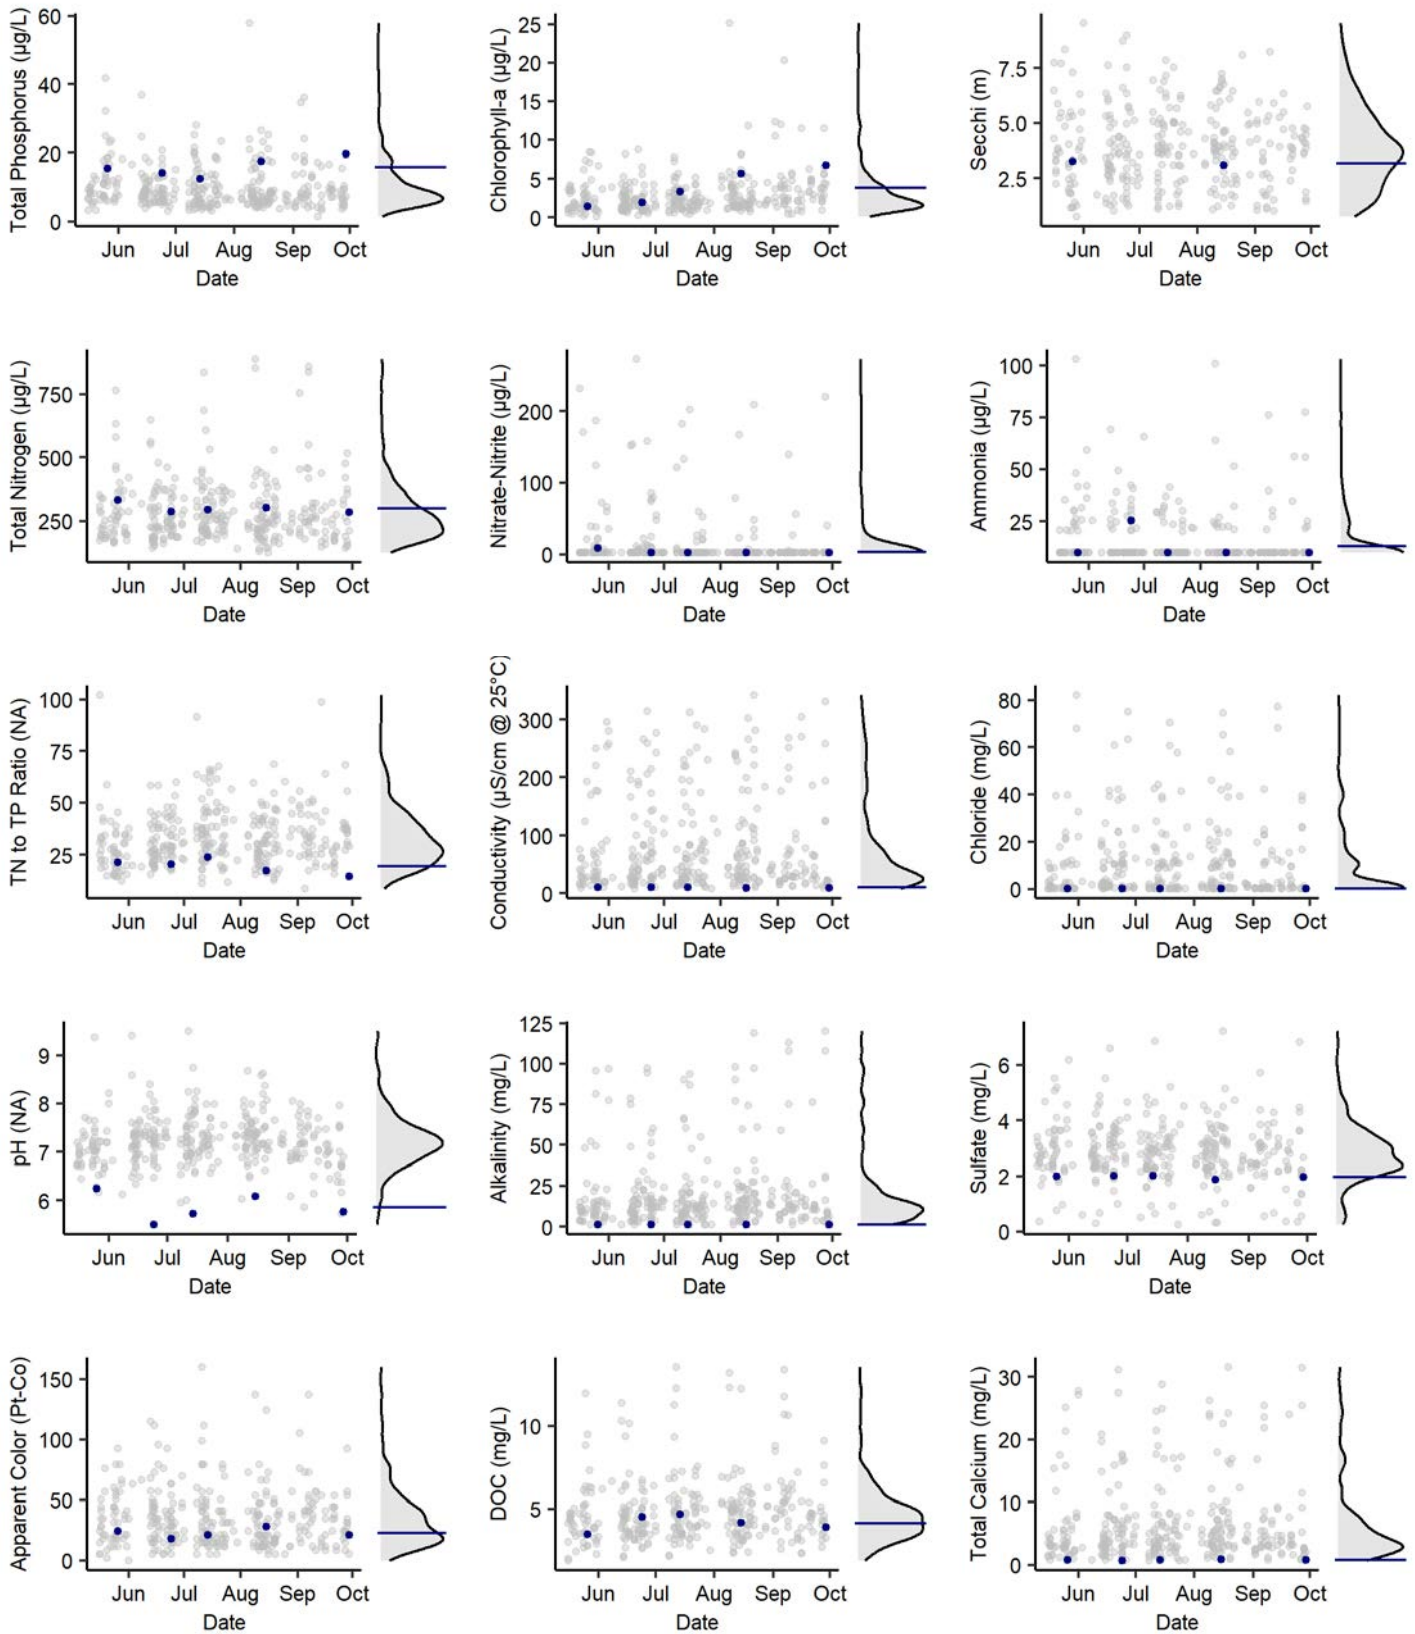 Total Phosphorus (µg/L)
60
40
20
0
Jun Jul Aug Sep Oct
Date
Chlorophyll-a (µg/L)
25
20
15
10
5
0
Jun Jul Aug Sep Oct
Date
Secchi (m)
7.5
5.0
2.5
Jun Jul Aug Sep Oct
Date
Total Nitrogen (µg/L)
750
500
250
Jun Jul Aug Sep Oct
Date
Nitrate-Nitrite (µg/L)
200
100
0
Jun Jul Aug Sep Oct
Date
Ammonia (µg/L)
100
75
50
25
Jun Jul Aug Sep Oct
Date
TN to TP Ratio (NA)
100
75
50
25
Jun Jul Aug Sep Oct
Date
Conductivity (µS/cm @ 25°C)
300
200
100
0
Jun Jul Aug Sep Oct
Date
Chloride (mg/L)
80
60
40
20
0
Jun Jul Aug Sep Oct
Date
pH (NA)
9
8
7
6
Jun Jul Aug Sep Oct
Date
Alkalinity (mg/L)
125
100
75
50
25
0
Jun Jul Aug Sep Oct
Date
Sulfate (mg/L)
6
4
2
0
Jun Jul Aug Sep Oct
Date
Apparent Color (Pt-Co)
150
100
50
0
Jun Jul Aug Sep Oct
Date
DOC (mg/L)
10
5
Jun Jul Aug Sep Oct
Date
Total Calcium (mg/L)
30
20
10
0
Jun Jul Aug Sep Oct
Date